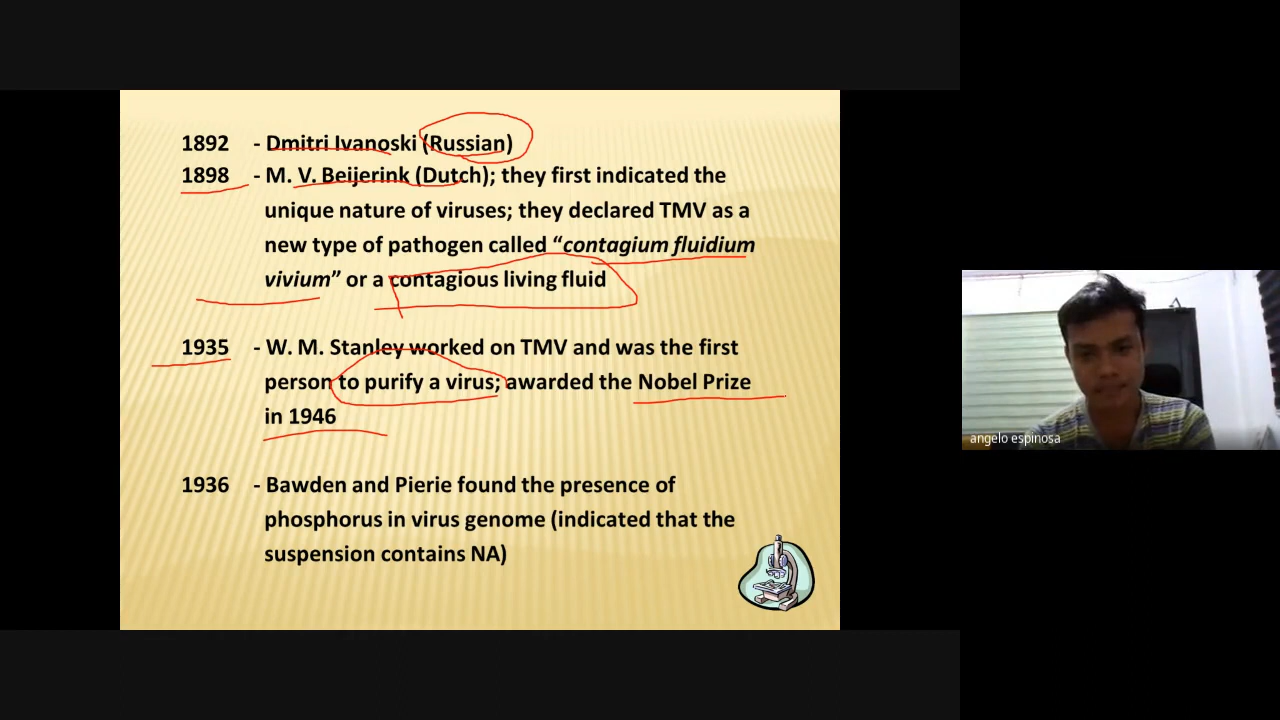 1892 - Dmitri Ivanoski (Russian)
1898 - M. V. Beijerink (Dutch); they first indicated the
unique nature of viruses; they declared TMV as a
new type of pathogen called “contagium fluidium
vivium” or a contagious living fluid
1935 - W. M. Stanley worked on TMV and was the first
person to purify a virus; awarded the Nobel Prize
in 1946
1936 - Bawden and Pierie found the presence of
phosphorus in virus genome (indicated that the
suspension contains NA)
angelo espinosa